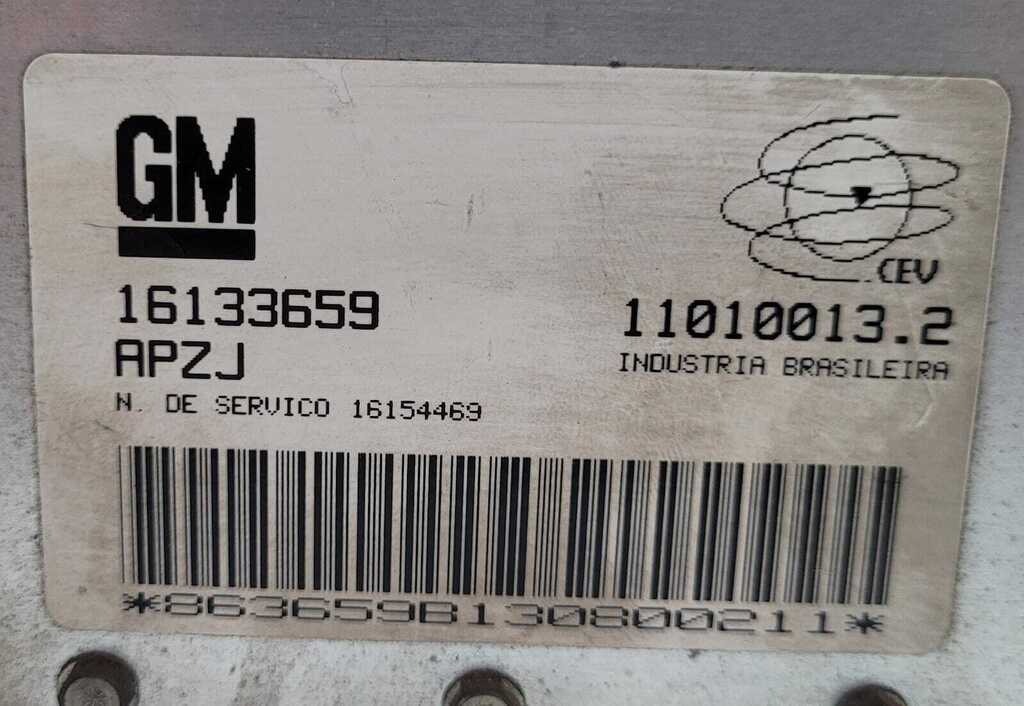 GM
CEV
16133659
11010013.2
APZJ
INDUSTRIA BRASILEIRA
N. DE SERVICO 16154469
*863659B130800211*